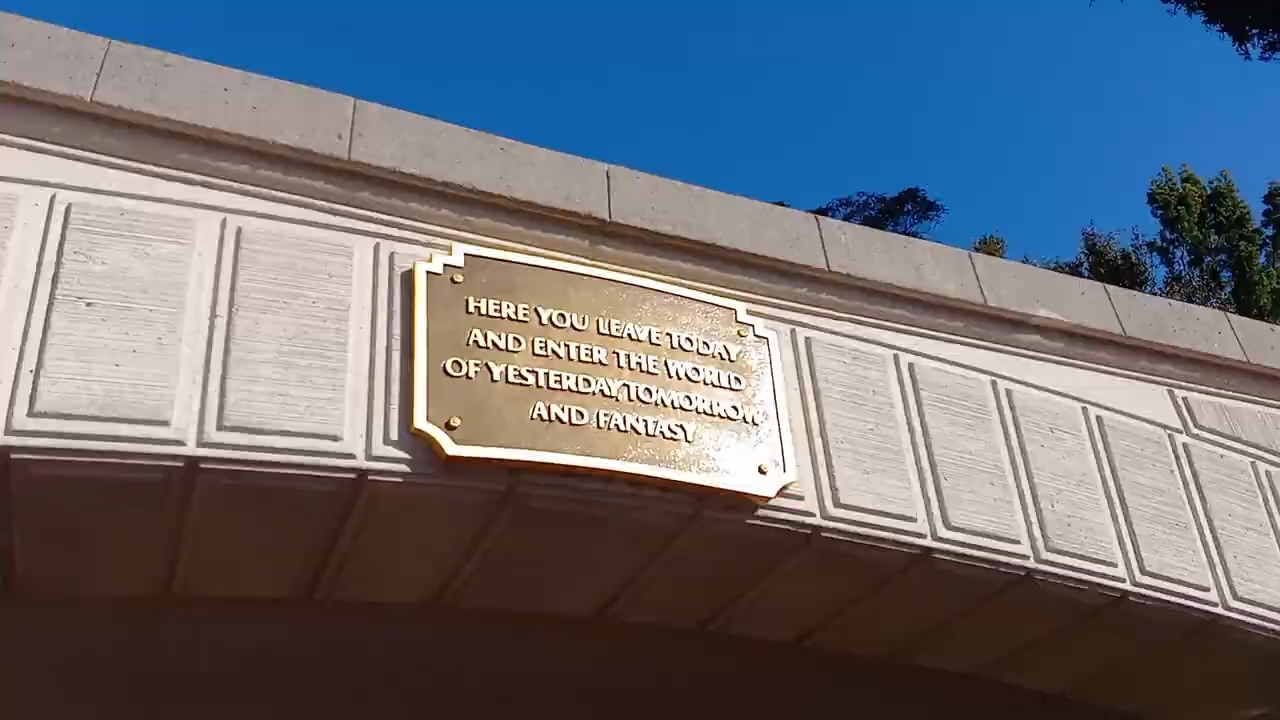 HERE YOU LEAVE TODAY
AND ENTER THE WORLD
OF YESTERDAY, TOMORROW
AND FANTASY